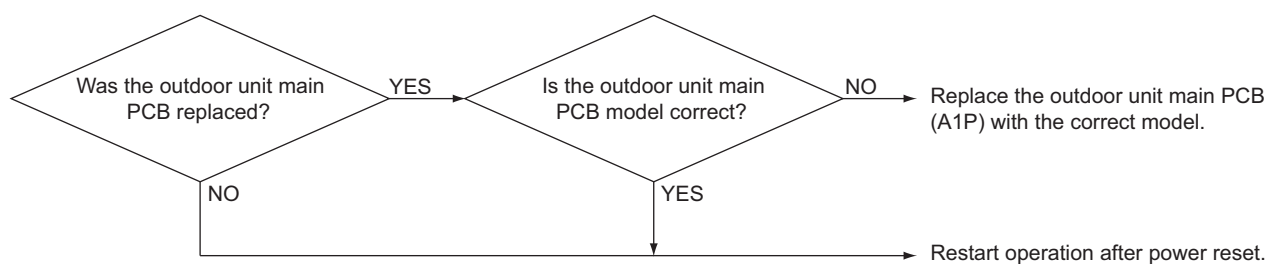 Was the outdoor unit main
PCB replaced?
YES
Is the outdoor unit main
PCB model correct?
NO
Replace the outdoor unit main PCB
(A1P) with the correct model.
NO
YES
Restart operation after power reset.